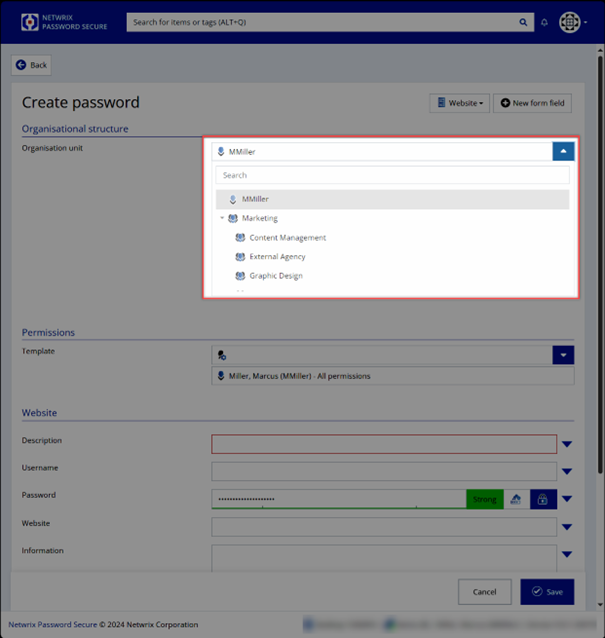 NETWRIX
PASSWORD SECURE
Search for items or tags (ALT+Q)
Back
Create password
Website
New form field
Organisational structure
Organisation unit
MMiller
Search
MMiller
Marketing
Content Management
External Agency
Graphic Design
Permissions
Template
Miller, Marcus (MMiller) - All permissions
Website
Description
Username
Password
••••••••••••••••••••
Strong
Website
Information
Cancel
Save
Netwrix Password Secure © 2024 Netwrix Corporation